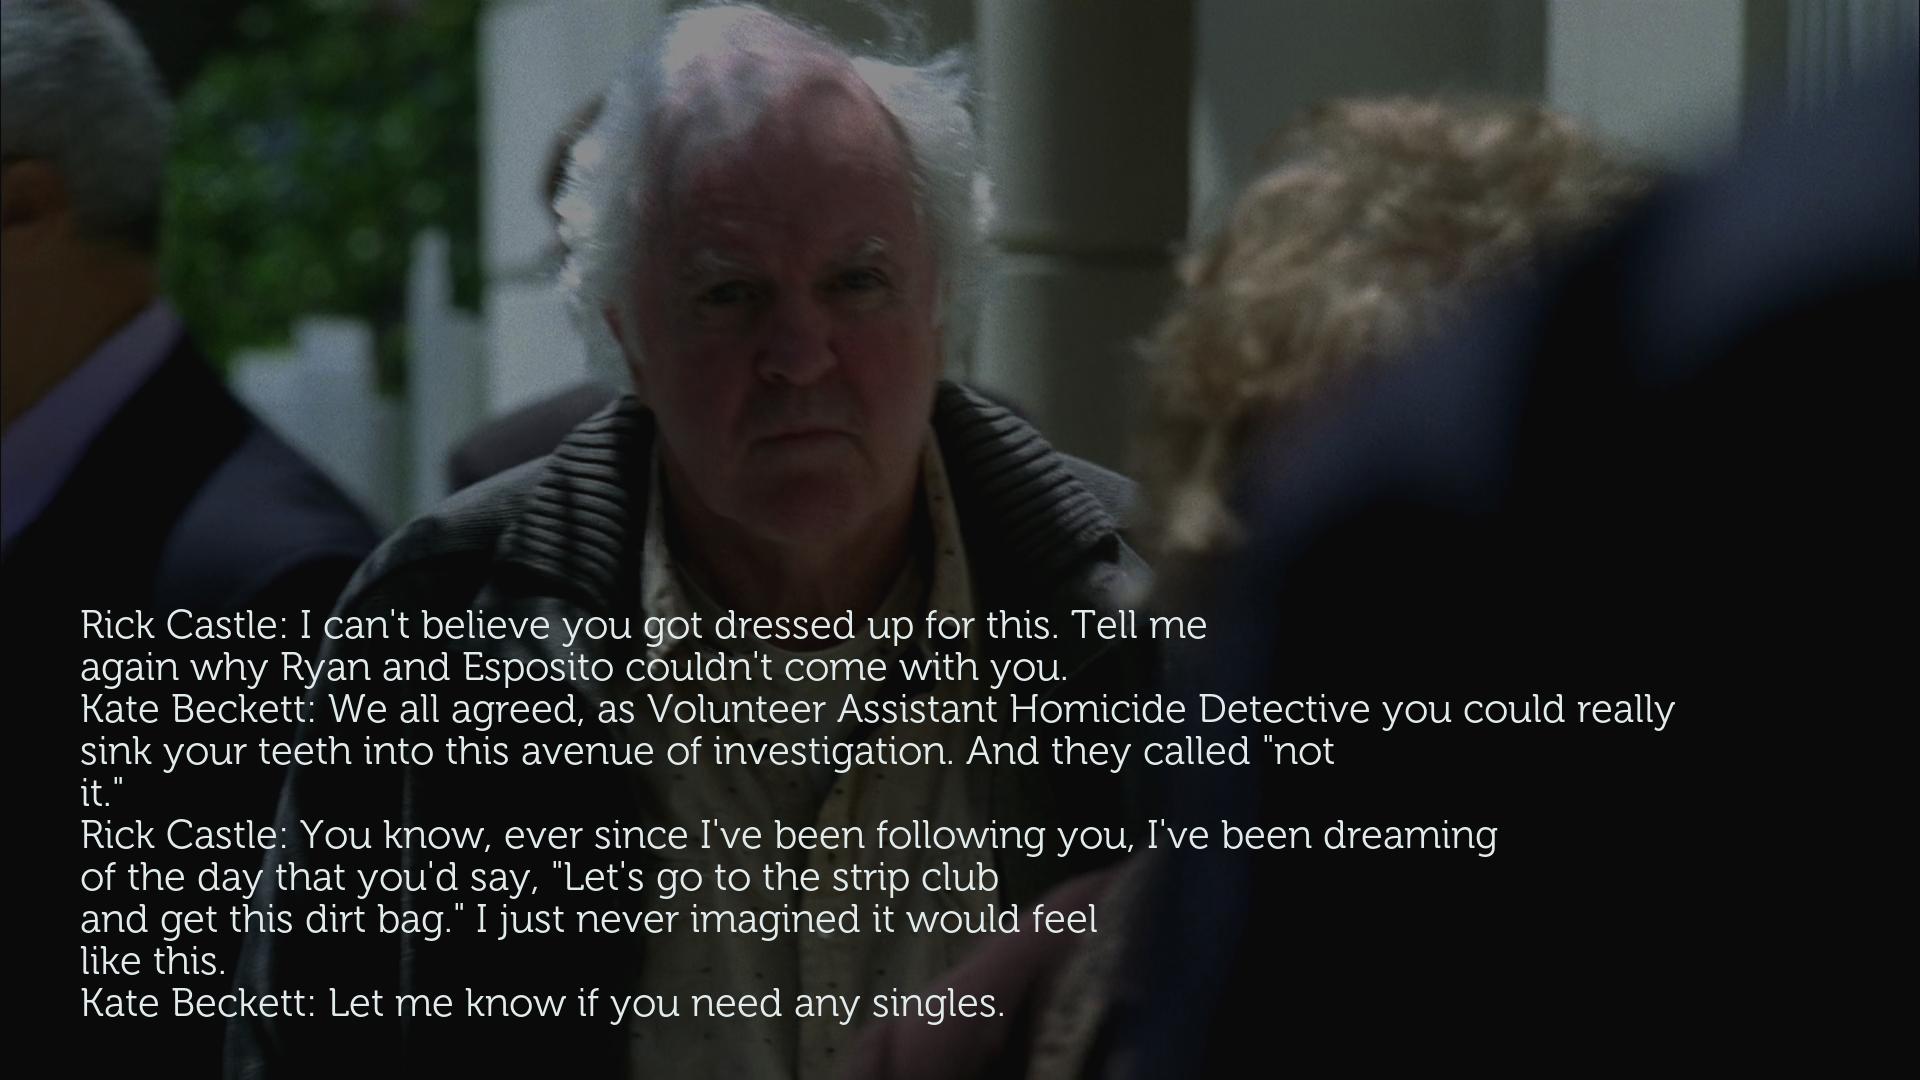 Rick Castle: I can't believe you got dressed up for this. Tell me
again why Ryan and Esposito couldn't come with you.
Kate Beckett: We all agreed, as Volunteer Assistant Homicide Detective you could really
sink your teeth into this avenue of investigation. And they called "not
it."
Rick Castle: You know, ever since I've been following you, I've been dreaming
of the day that you'd say, "Let's go to the strip club
and get this dirt bag." I just never imagined it would feel
like this.
Kate Beckett: Let me know if you need any singles.